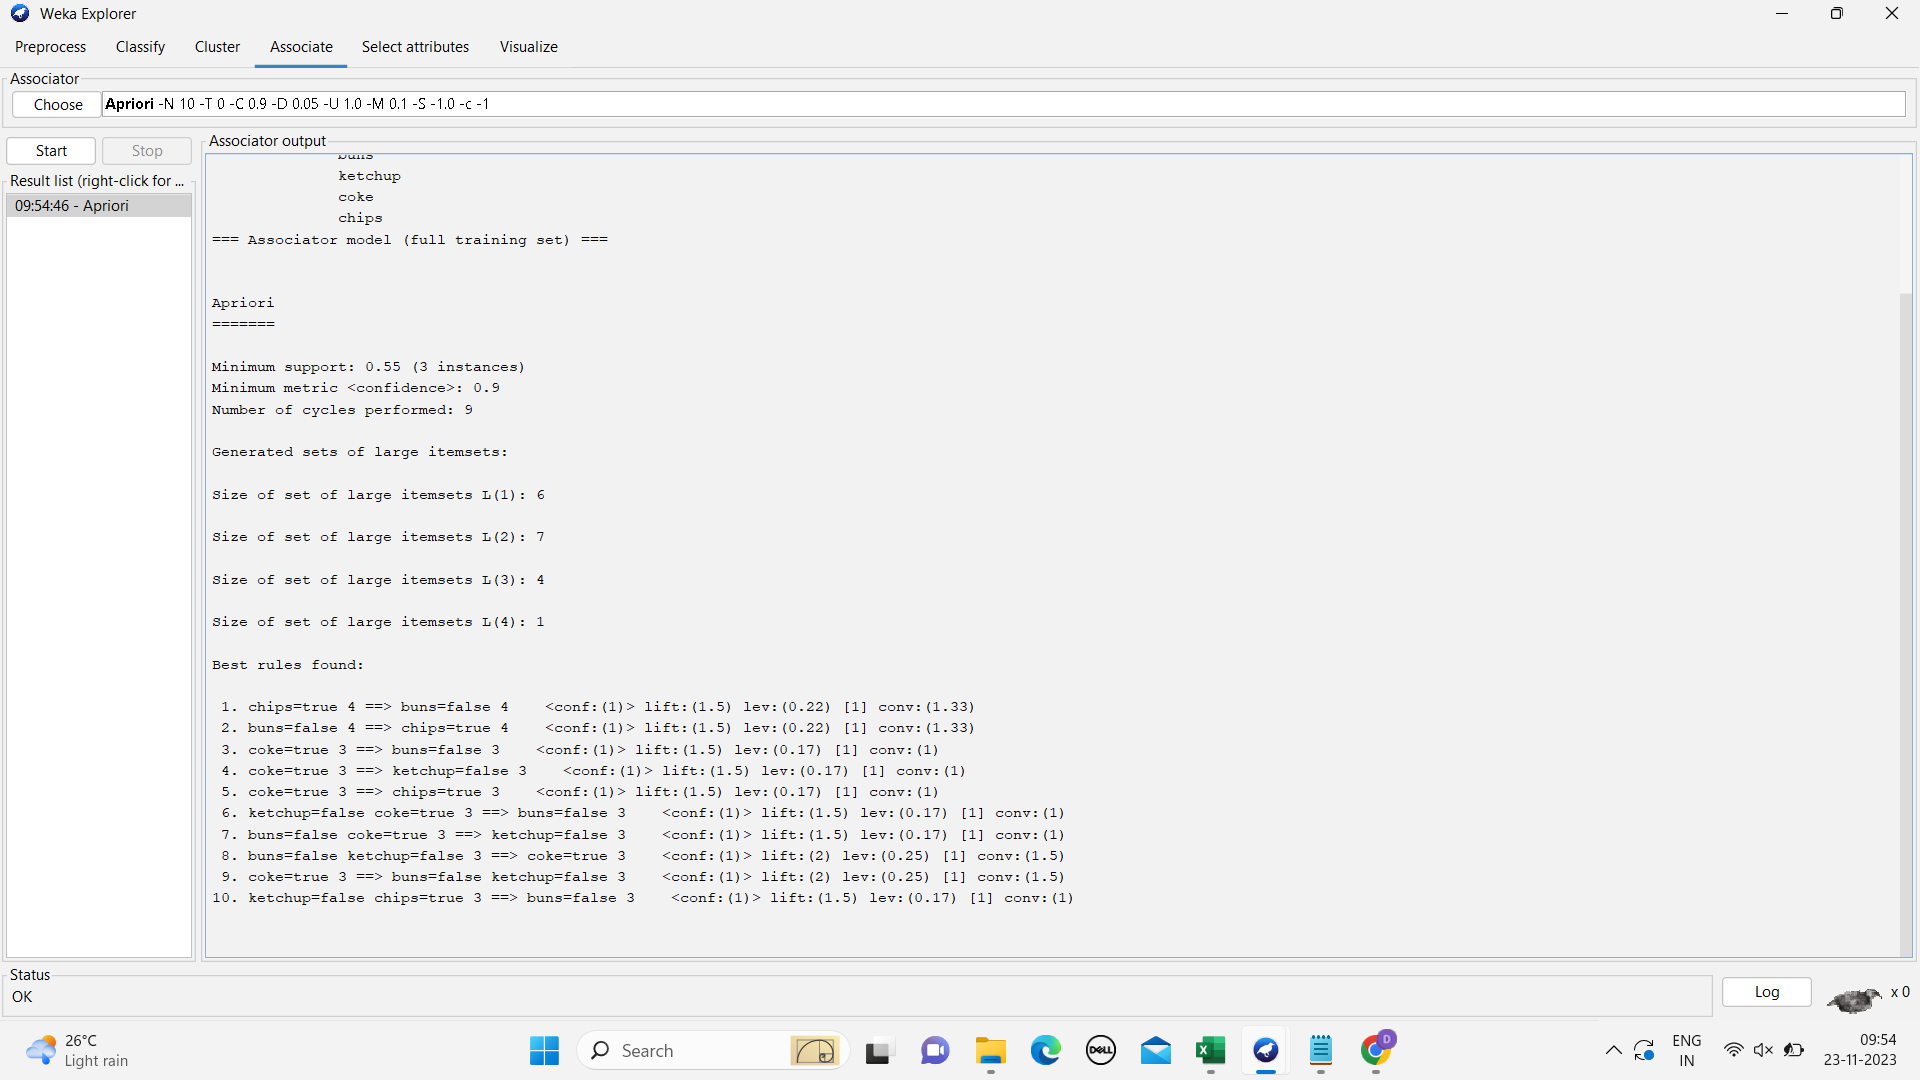 Weka Explorer
Preprocess Classify Cluster Associate Select attributes Visualize
Associator
Choose Apriori -N 10 -T 0 -C 0.9 -D 0.05 -U 1.0 -M 0.1 -S -1.0 -c -1
Start Stop
Associator output
Result list (right-click for ...
09:54:46 - Apriori
buns
ketchup
coke
chips
=== Associator model (full training set) ===
Apriori
=======
Minimum support: 0.55 (3 instances)
Minimum metric <confidence>: 0.9
Number of cycles performed: 9
Generated sets of large itemsets:
Size of set of large itemsets L(1): 6
Size of set of large itemsets L(2): 7
Size of set of large itemsets L(3): 4
Size of set of large itemsets L(4): 1
Best rules found:
1. chips=true 4 ==> buns=false 4    <conf:(1)> lift:(1.5) lev:(0.22) [1] conv:(1.33)
2. buns=false 4 ==> chips=true 4    <conf:(1)> lift:(1.5) lev:(0.22) [1] conv:(1.33)
3. coke=true 3 ==> buns=false 3    <conf:(1)> lift:(1.5) lev:(0.17) [1] conv:(1)
4. coke=true 3 ==> ketchup=false 3    <conf:(1)> lift:(1.5) lev:(0.17) [1] conv:(1)
5. coke=true 3 ==> chips=true 3    <conf:(1)> lift:(1.5) lev:(0.17) [1] conv:(1)
6. ketchup=false coke=true 3 ==> buns=false 3    <conf:(1)> lift:(1.5) lev:(0.17) [1] conv:(1)
7. buns=false coke=true 3 ==> ketchup=false 3    <conf:(1)> lift:(1.5) lev:(0.17) [1] conv:(1)
8. buns=false ketchup=false 3 ==> coke=true 3    <conf:(1)> lift:(2) lev:(0.25) [1] conv:(1.5)
9. coke=true 3 ==> buns=false ketchup=false 3    <conf:(1)> lift:(2) lev:(0.25) [1] conv:(1.5)
10. ketchup=false chips=true 3 ==> buns=false 3    <conf:(1)> lift:(1.5) lev:(0.17) [1] conv:(1)
Status
OK
Log
x 0
26°C
Light rain
Search
DELL
X
D
ENG
IN
09:54
23-11-2023